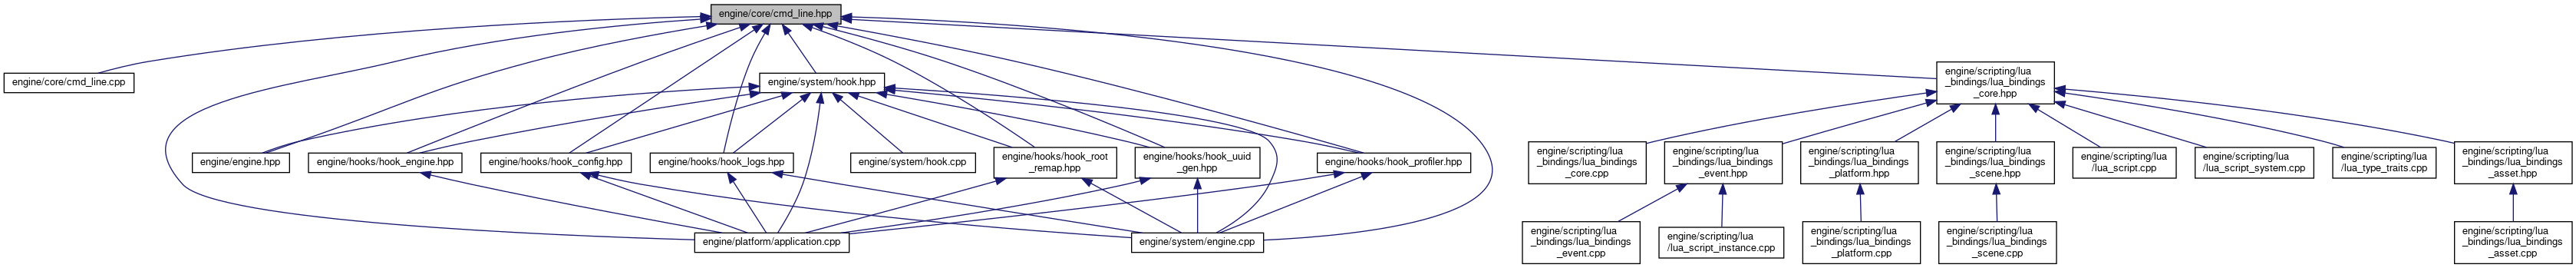 engine/core/cmd_line.hpp
engine/core/cmd_line.cpp
engine/system/hook.hpp
engine/scripting/lua
_bindings/lua_bindings
_core.hpp
engine/engine.hpp
engine/hooks/hook_engine.hpp
engine/hooks/hook_config.hpp
engine/hooks/hook_logs.hpp
engine/system/hook.cpp
engine/hooks/hook_root
_remap.hpp
engine/hooks/hook_uuid
_gen.hpp
engine/hooks/hook_profiler.hpp
engine/scripting/lua
_bindings/lua_bindings
_core.cpp
engine/scripting/lua
_bindings/lua_bindings
_event.hpp
engine/scripting/lua
_bindings/lua_bindings
_platform.hpp
engine/scripting/lua
_bindings/lua_bindings
_scene.hpp
engine/scripting/lua
/lua_script.cpp
engine/scripting/lua
/lua_script_system.cpp
engine/scripting/lua
/lua_type_traits.cpp
engine/scripting/lua
_bindings/lua_bindings
_asset.hpp
engine/platform/application.cpp
engine/system/engine.cpp
engine/scripting/lua
_bindings/lua_bindings
_event.cpp
engine/scripting/lua
/lua_script_instance.cpp
engine/scripting/lua
_bindings/lua_bindings
_platform.cpp
engine/scripting/lua
_bindings/lua_bindings
_scene.cpp
engine/scripting/lua
_bindings/lua_bindings
_asset.cpp